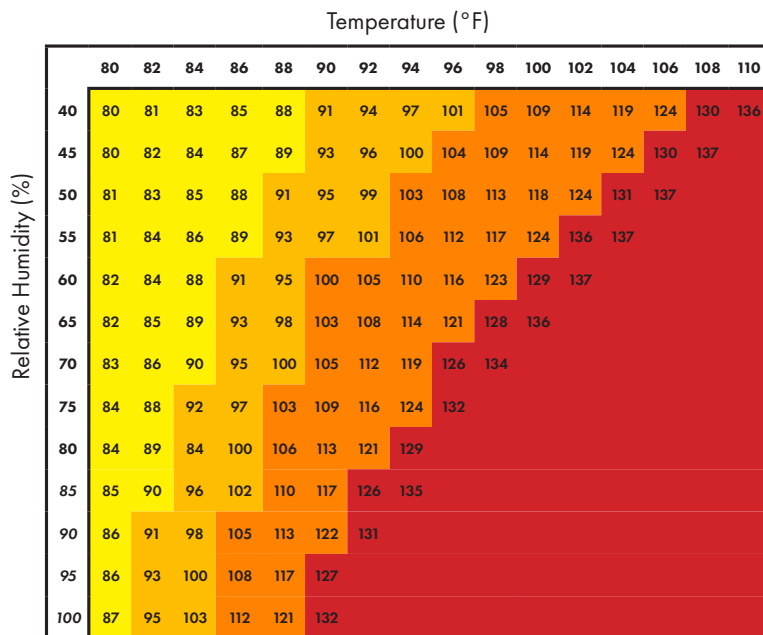 Temperature (°F)
80 82 84 86 88 90 92 94 96 98 100 102 104 106 108 110
Relative Humidity (%)
40 80 81 83 85 88 91 94 97 101 105 109 114 119 124 130 136
45 80 82 84 87 89 93 96 100 104 109 114 119 124 130 137
50 81 83 85 88 91 95 99 103 108 113 118 124 131 137
55 81 84 86 89 93 97 101 106 112 117 124 136 137
60 82 84 88 91 95 100 105 110 116 123 129 137
65 82 85 89 93 98 103 108 114 121 128 136
70 83 86 90 95 100 105 112 119 126 134
75 84 88 92 97 103 109 116 124 132
80 84 89 84 100 106 113 121 129
85 85 90 96 102 110 117 126 135
90 86 91 98 105 113 122 131
95 86 93 100 108 117 127
100 87 95 103 112 121 132